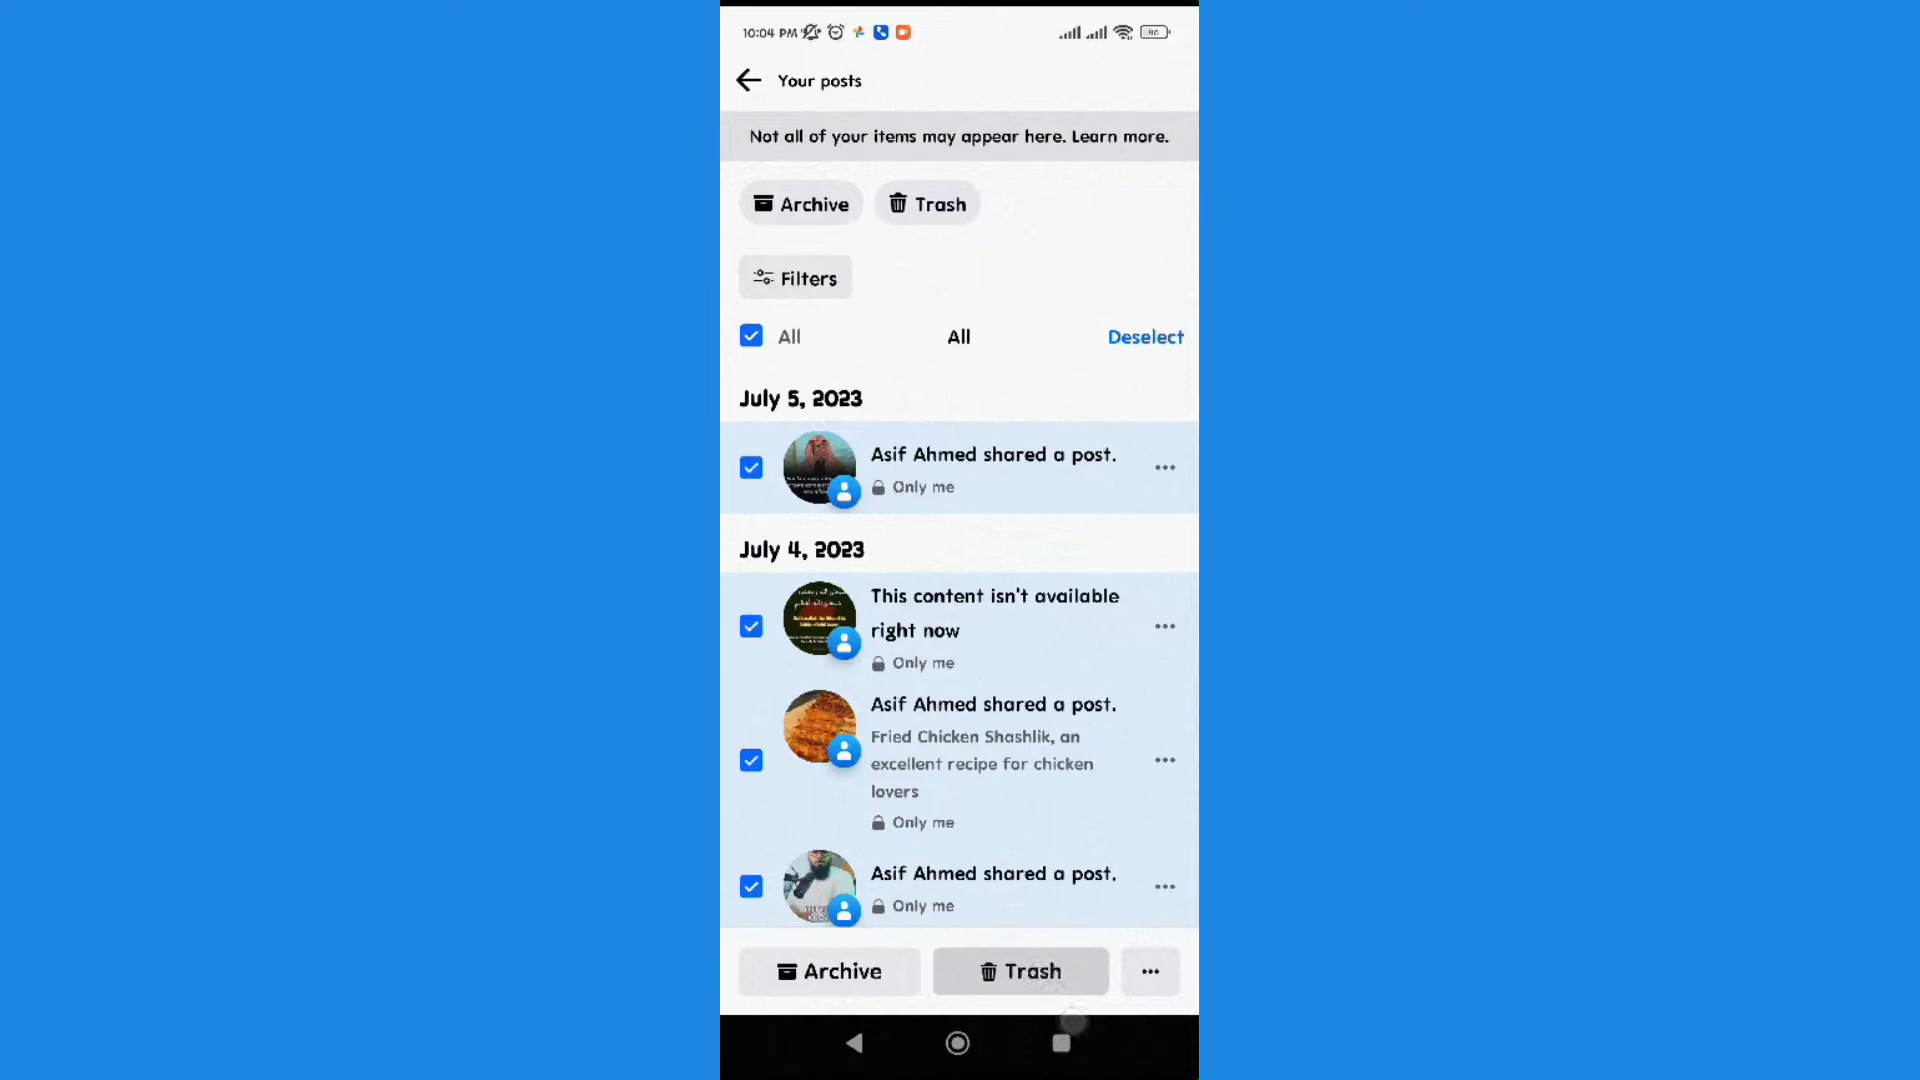 10:04 PM
Your posts
Not all of your items may appear here. Learn more.
Archive
Trash
Filters
All
All
Deselect
July 5, 2023
Asif Ahmed shared a post.
Only me
July 4, 2023
This content isn't available
right now
Only me
Asif Ahmed shared a post.
Fried Chicken Shashlik, an
excellent recipe for chicken
lovers
Only me
Asif Ahmed shared a post.
Only me
Archive
Trash